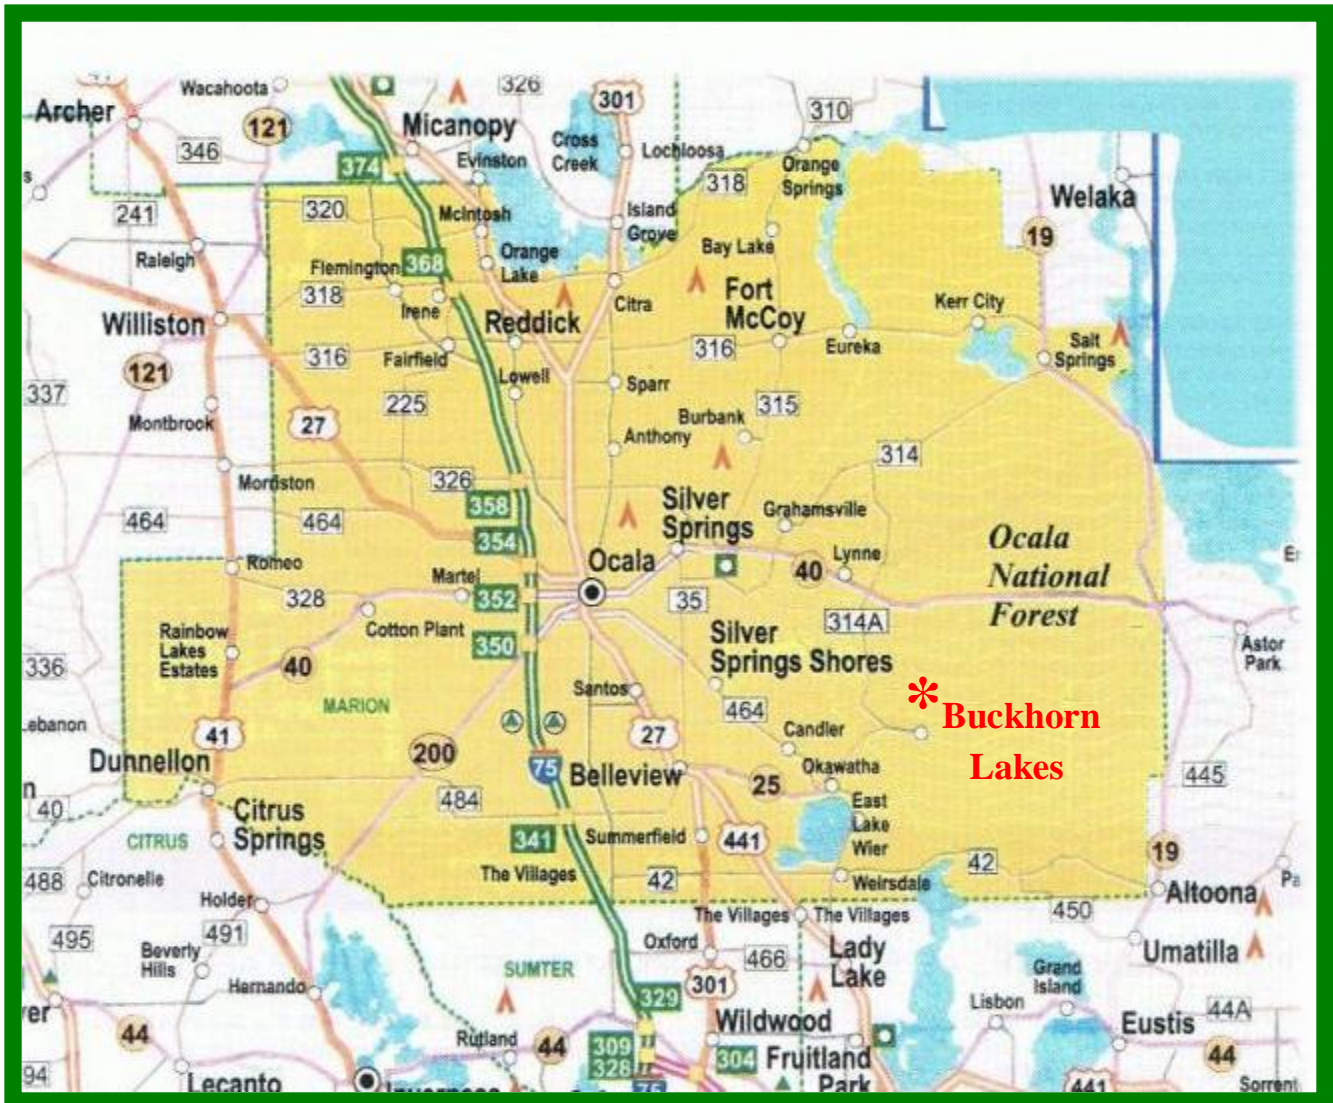 41
Wacahoota
326
301
310
Archer
121
Micanopy
Cross
Creek
Lochloosa
346
374
Evinston
Orange
Springs
318
Welaka
241
320
McIntosh
Island
Grove
19
Raleigh
Flemington
368
Orange
Lake
Bay Lake
318
Irene
Citra
Fort
McCoy
Kerr City
Williston
Reddick
316
Fairfield
316
Eureka
Salt
Springs
121
337
Lowell
Sparr
225
Burbank
315
Montbrook
27
Anthony
314
Morriston
326
464
464
358
Silver
Springs
Grahamsville
354
Ocala
National
Forest
Romeo
Ocala
Lynne
40
Martel
352
328
35
314A
Cotton Plant
350
Rainbow
Lakes
Estates
40
Silver
Springs Shores
Astor
Park
336
MARION
Santos
464
*
Buckhorn
Lakes
Lebanon
41
200
27
Candler
Dunnellon
75
Belleview
Okawatha
25
445
40
Citrus
Springs
484
East
Lake
Wier
CITRUS
341
Summerfield
441
19
488
Citronelle
The Villages
42
Weirsdale
42
Altoona
Holder
The Villages
The Villages
450
495
491
Beverly
Hills
Oxford
466
Lady
Lake
Umatilla
SUMTER
Grand
Island
Hernando
329
301
Lisbon
44A
44
Rutland
44
309
328
Wildwood
304
Fruitland
Park
Eustis
44
94
Lecanto
Inverness
75
441
Sorrent